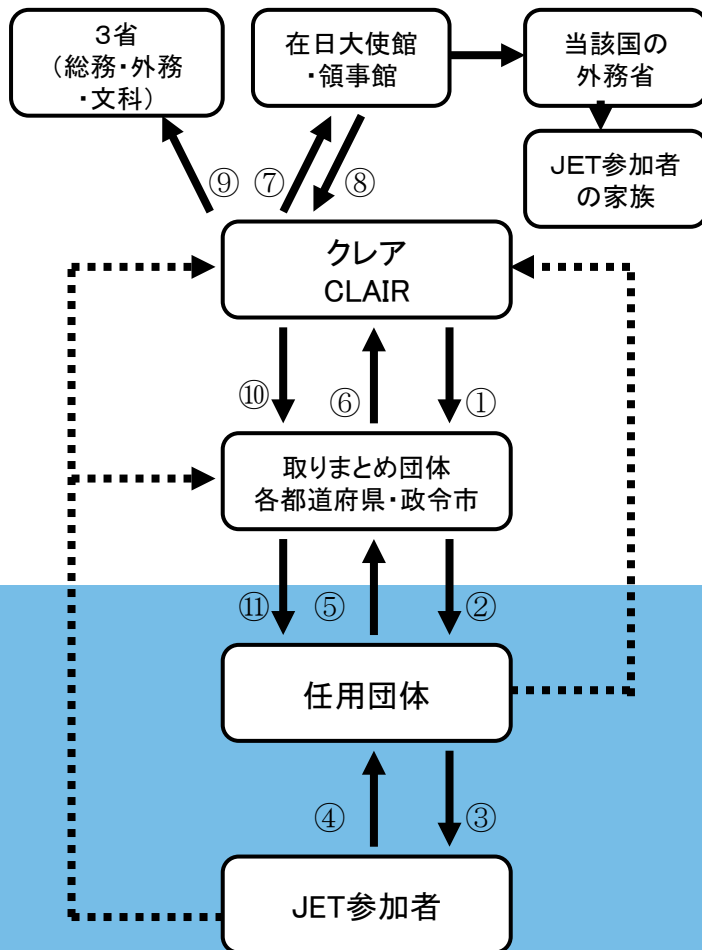 3省
(総務・外務
・文科)
在日大使館
・領事館
当該国の
外務省
JET参加者
の家族
⑨
⑦
⑧
クレア
CLAIR
⑩
⑥
①
取りまとめ団体
各都道府県・政令市
⑪
⑤
②
任用団体
④
③
JET参加者